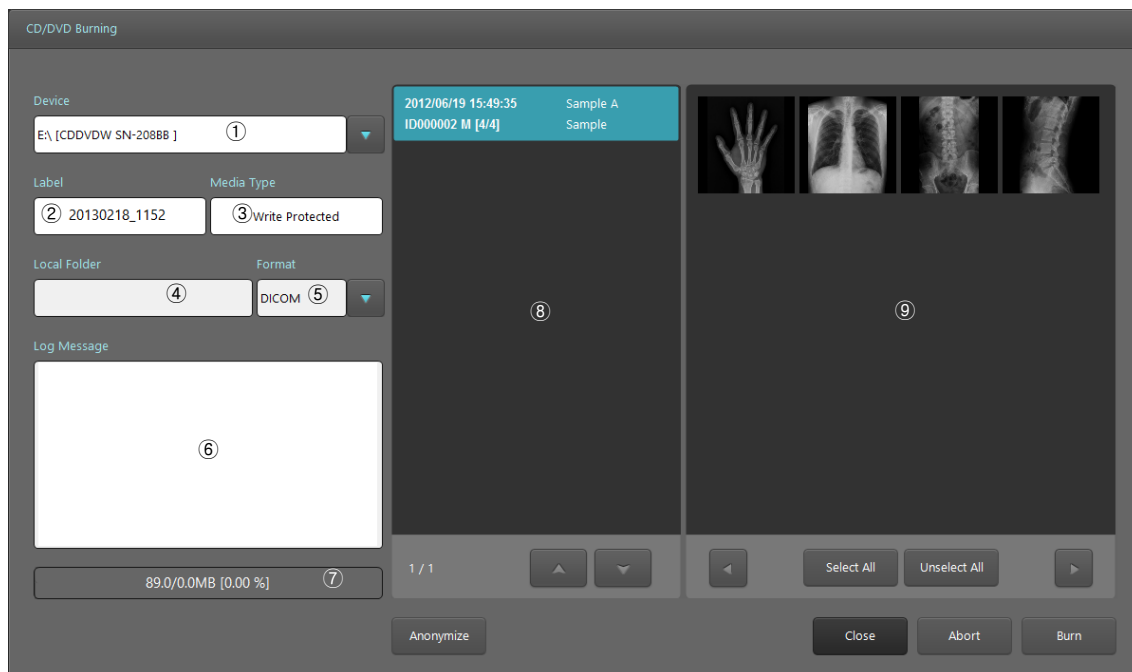 CD/DVD Burning
Device
E:\ [CDDVDW SN-208BB ] ①
Label Media Type
② 20130218_1152 ③ Write Protected
Local Folder Format
④ DICOM ⑤
Log Message
⑥
89.0/0.0MB [0.00 %] ⑦
2012/06/19 15:49:35 Sample A
ID000002 M [4/4] Sample
⑧
1 / 1
Anonymize
⑨
Select All Unselect All
Close Abort Burn